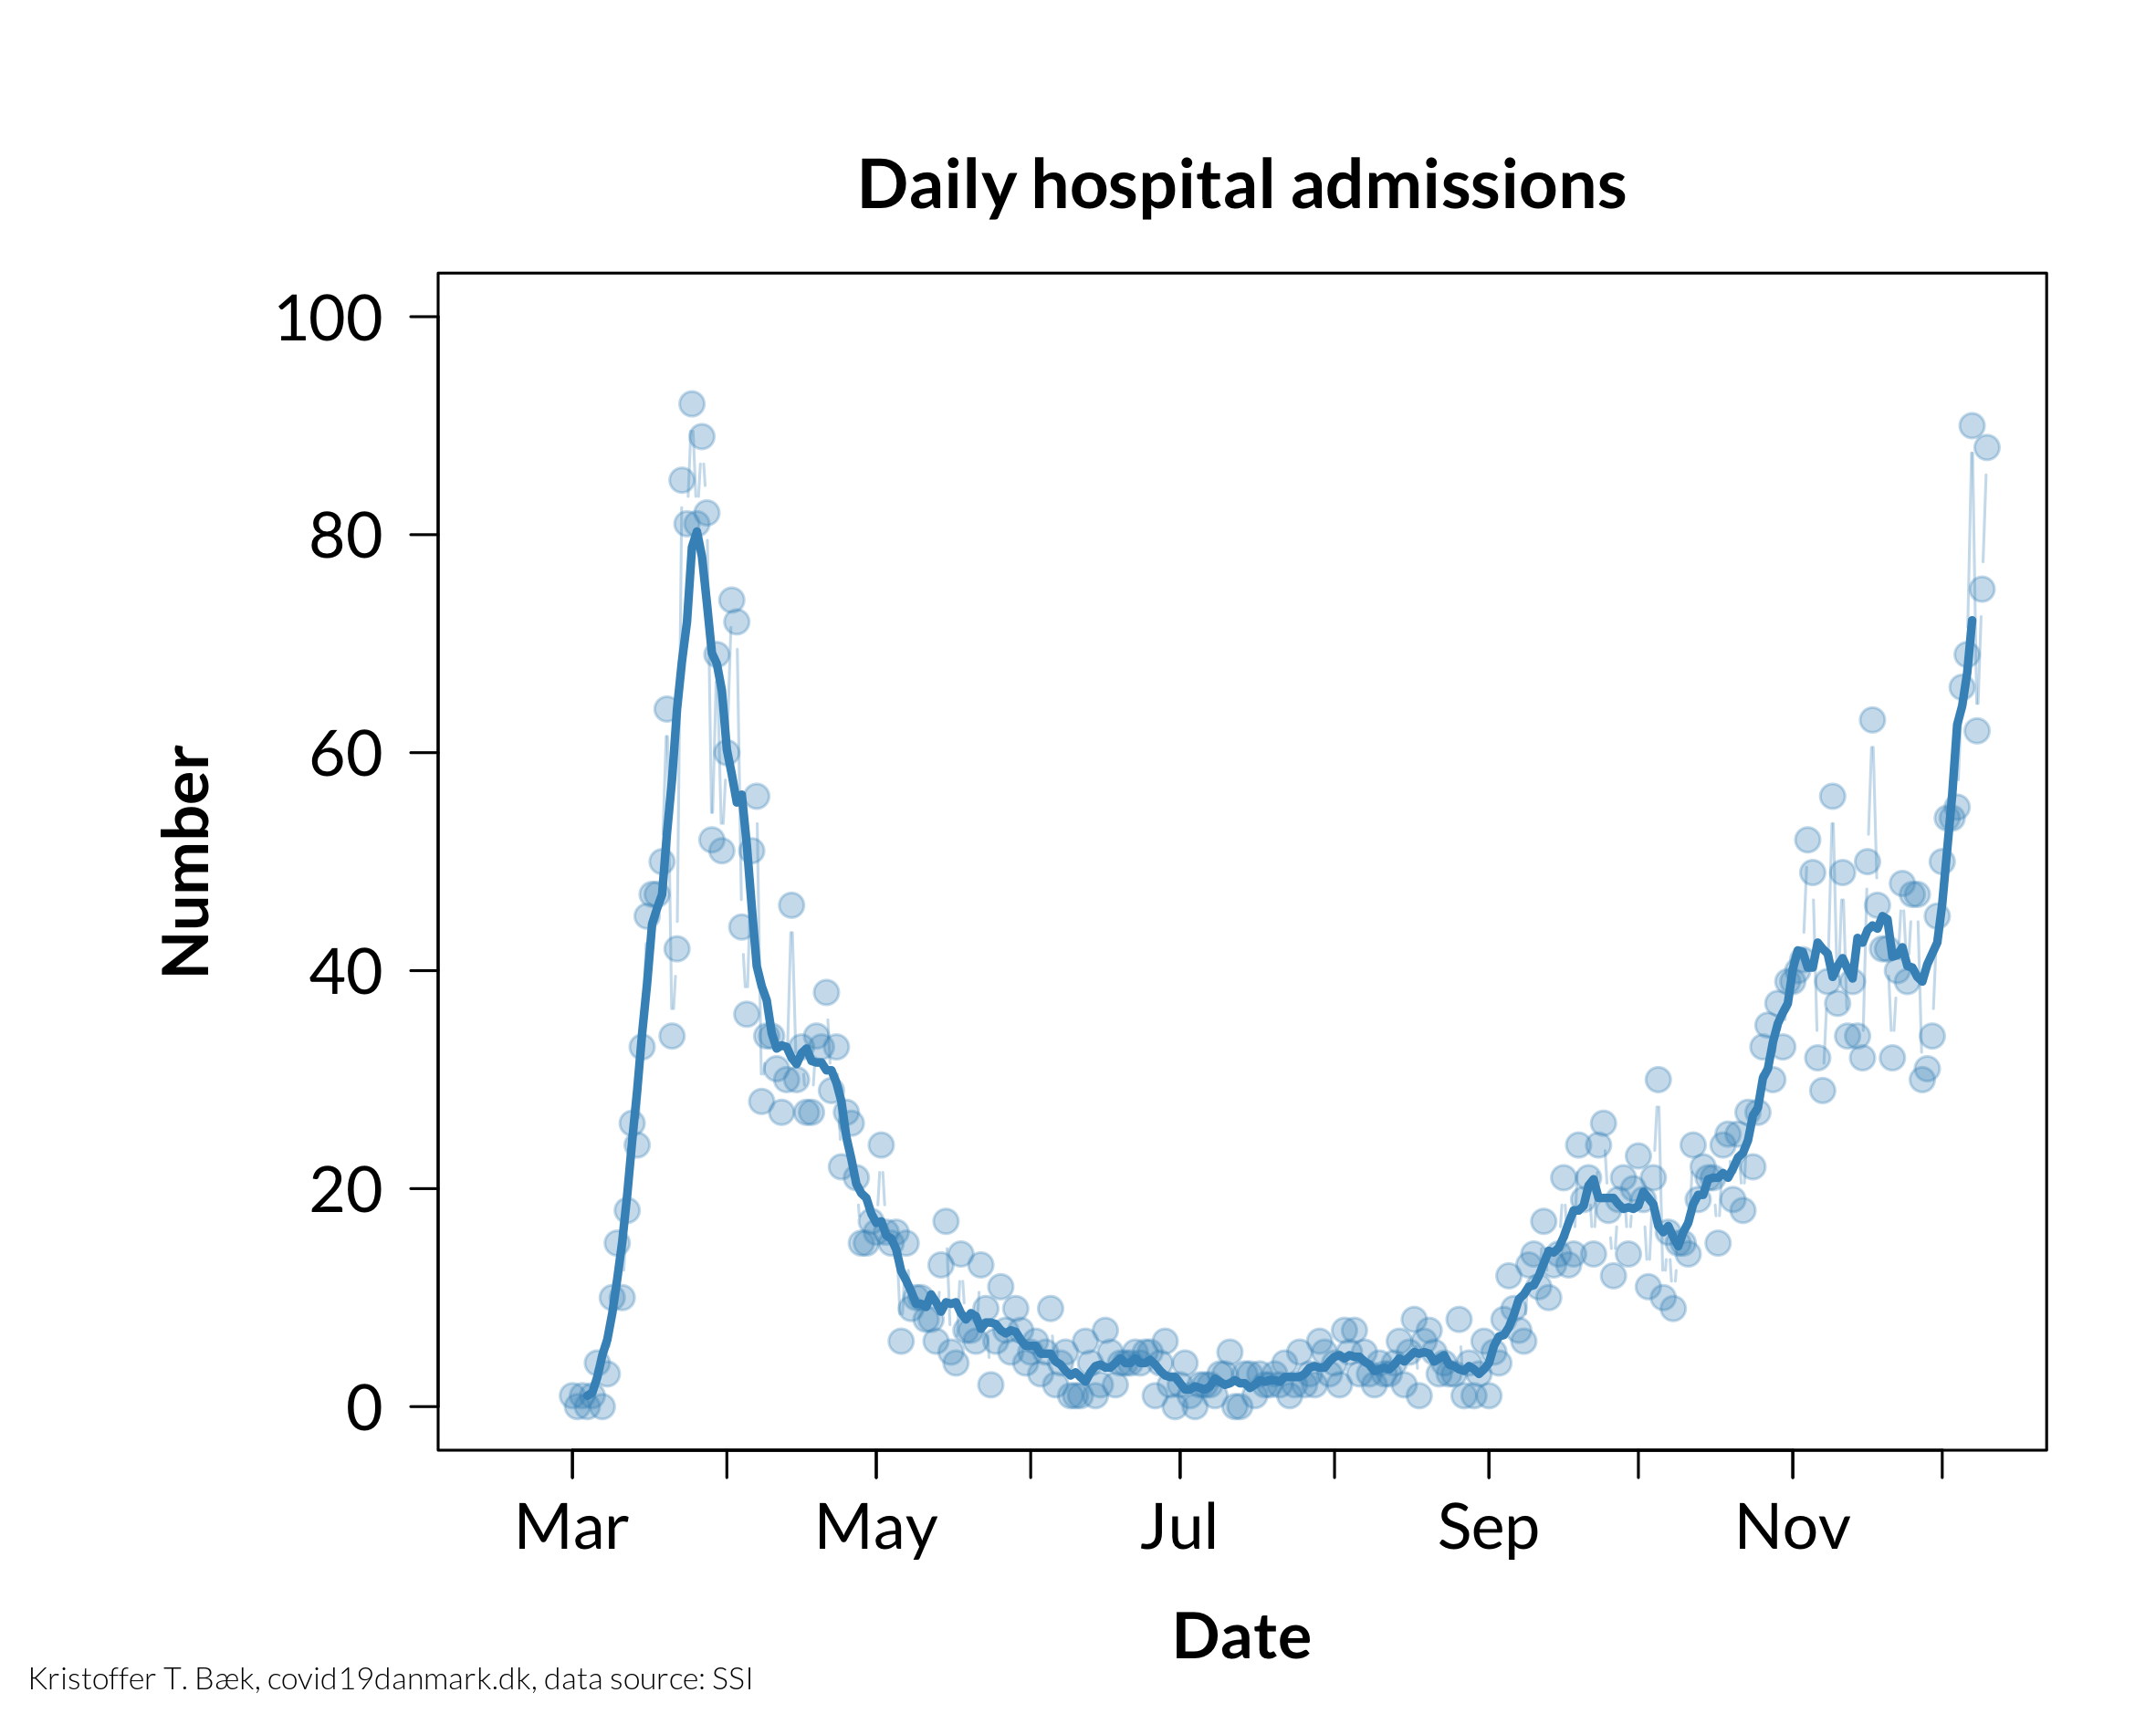 Daily hospital admissions
100
80
60
40
20
0
Number
Mar May Jul Sep Nov
Date
Kristoffer T. Bæk, covid19danmark.dk, data source: SSI